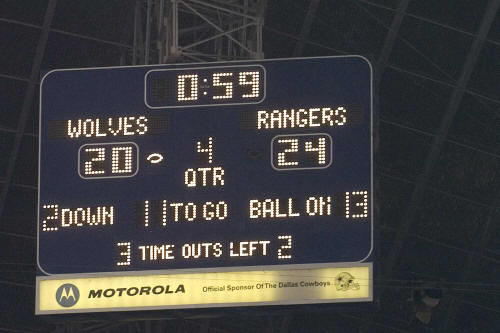 0:59
WOLVES RANGERS
20 - 4 24
QTR
2 DOWN 11 TO GO BALL ON 13
3 TIME OUTS LEFT 2
MOTOROLA Official Sponsor Of The Dallas Cowboys